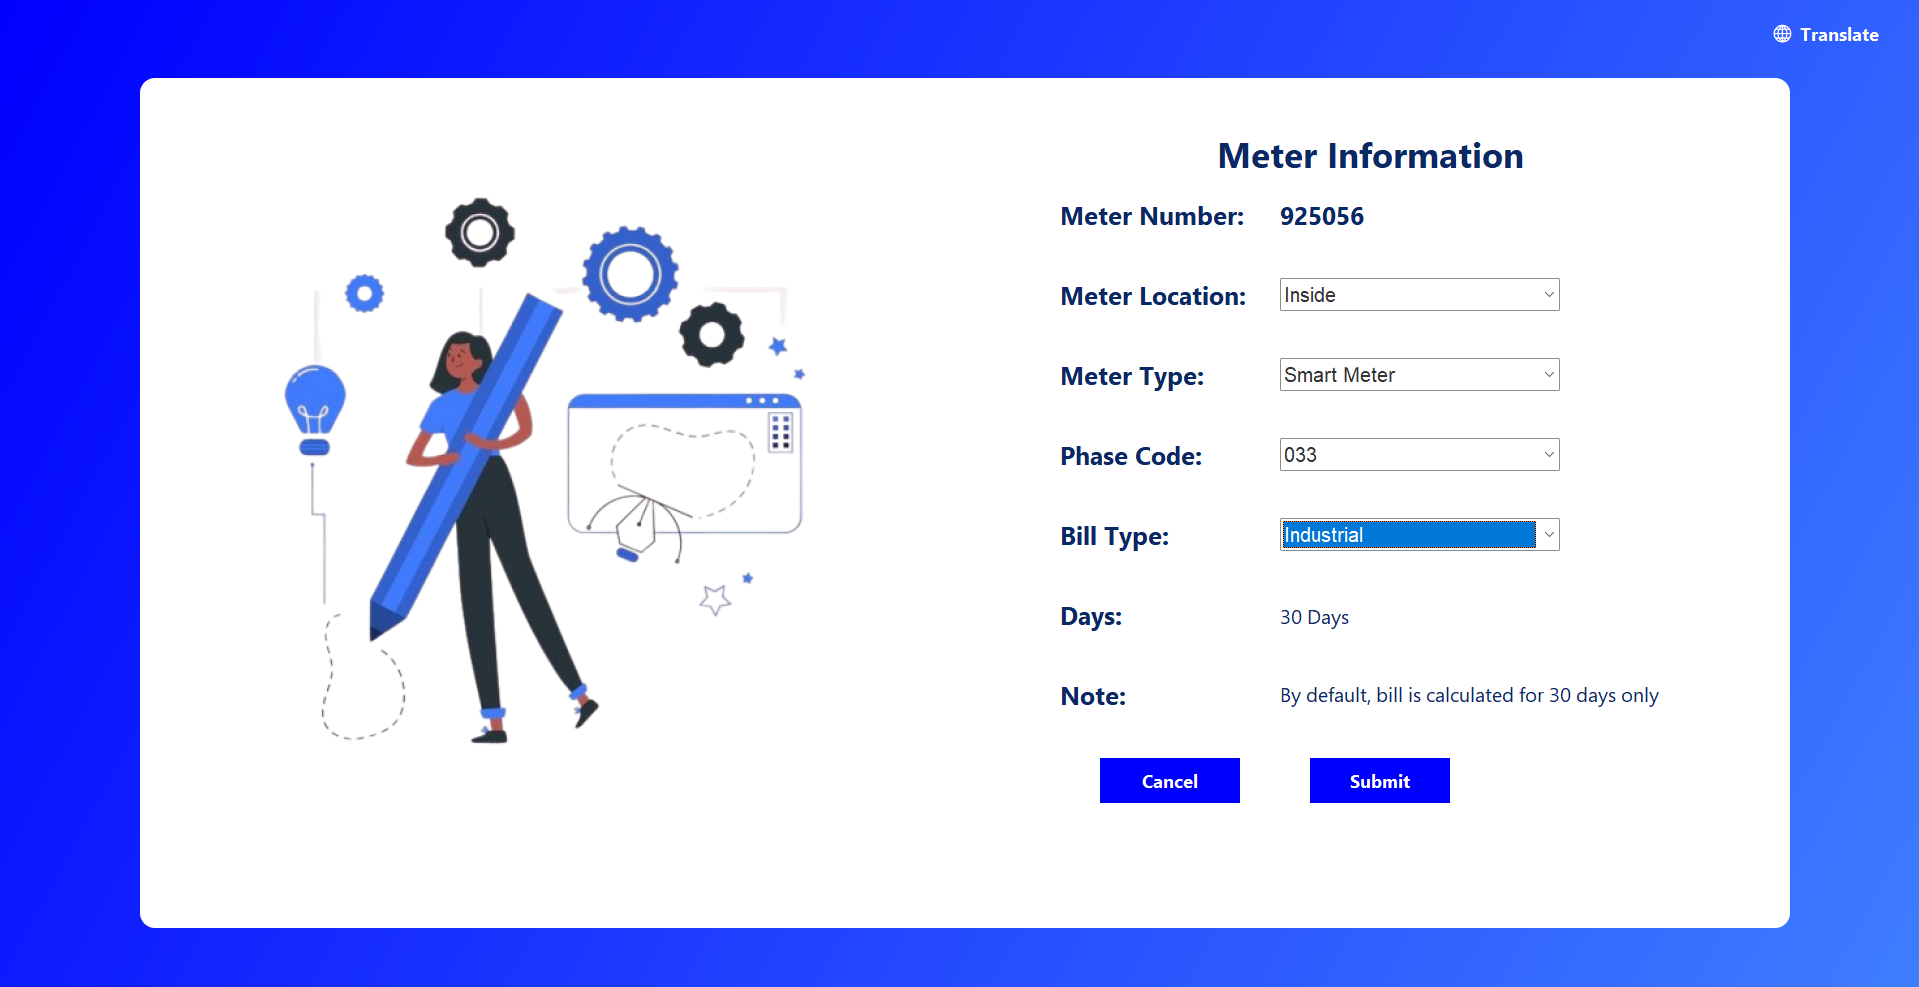 Translate
Meter Information
Meter Number: 925056
Meter Location: Inside
Meter Type: Smart Meter
Phase Code: 033
Bill Type: Industrial
Days: 30 Days
Note: By default, bill is calculated for 30 days only
Cancel Submit